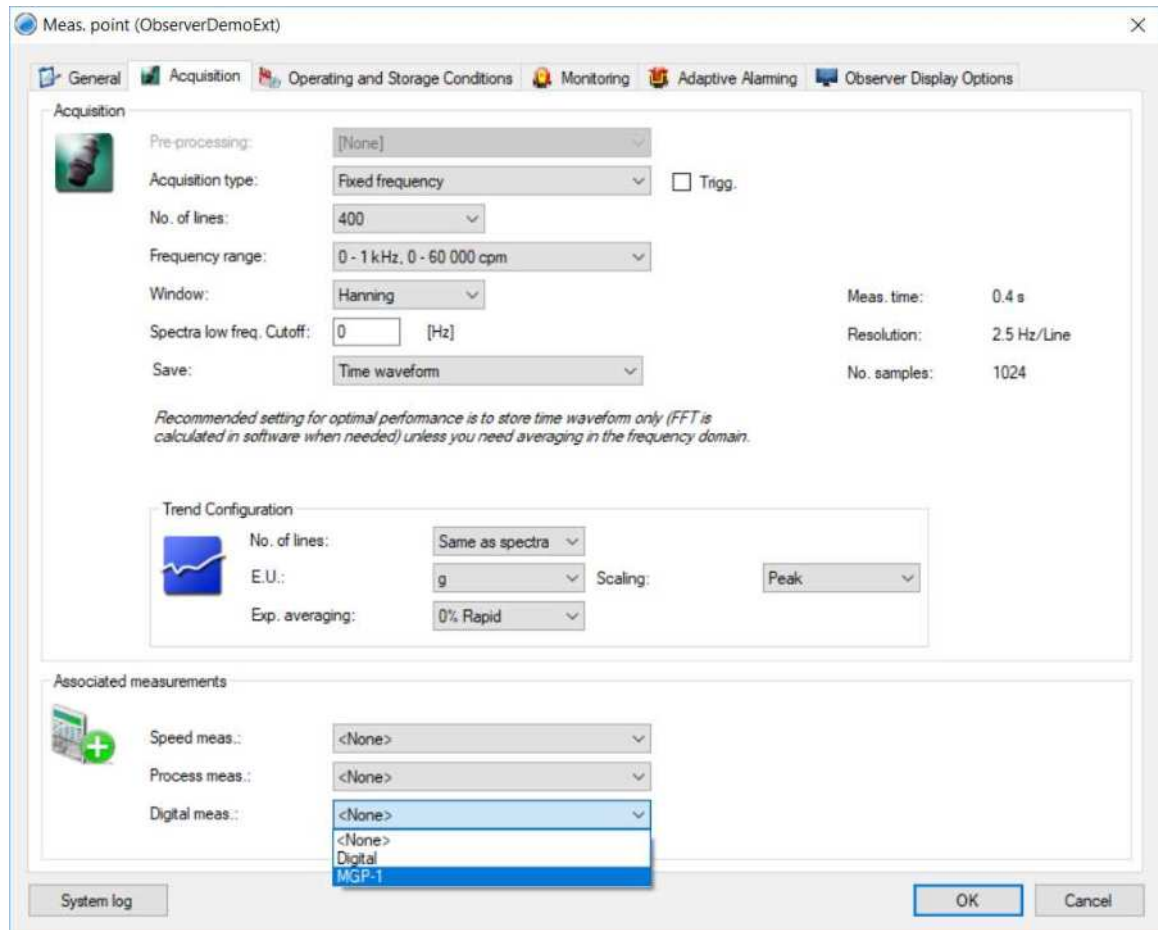 Meas. point (ObserverDemoExt)
General Acquisition Operating and Storage Conditions Monitoring Adaptive Alarming Observer Display Options
Acquisition
Pre-processing: [None]
Acquisition type: Fixed frequency Trigg.
No. of lines: 400
Frequency range: 0 - 1 kHz, 0 - 60 000 cpm
Window: Hanning Meas. time: 0.4 s
Spectra low freq. Cutoff: 0 [Hz] Resolution: 2.5 Hz/Line
Save: Time waveform No. samples: 1024
Recommended setting for optimal performance is to store time waveform only (FFT is
calculated in software when needed) unless you need averaging in the frequency domain.
Trend Configuration
No. of lines: Same as spectra
E.U.: g Scaling: Peak
Exp. averaging: 0% Rapid
Associated measurements
Speed meas.: <None>
Process meas.: <None>
Digital meas.: <None>
<None>
Digital
MGP-1
System log OK Cancel